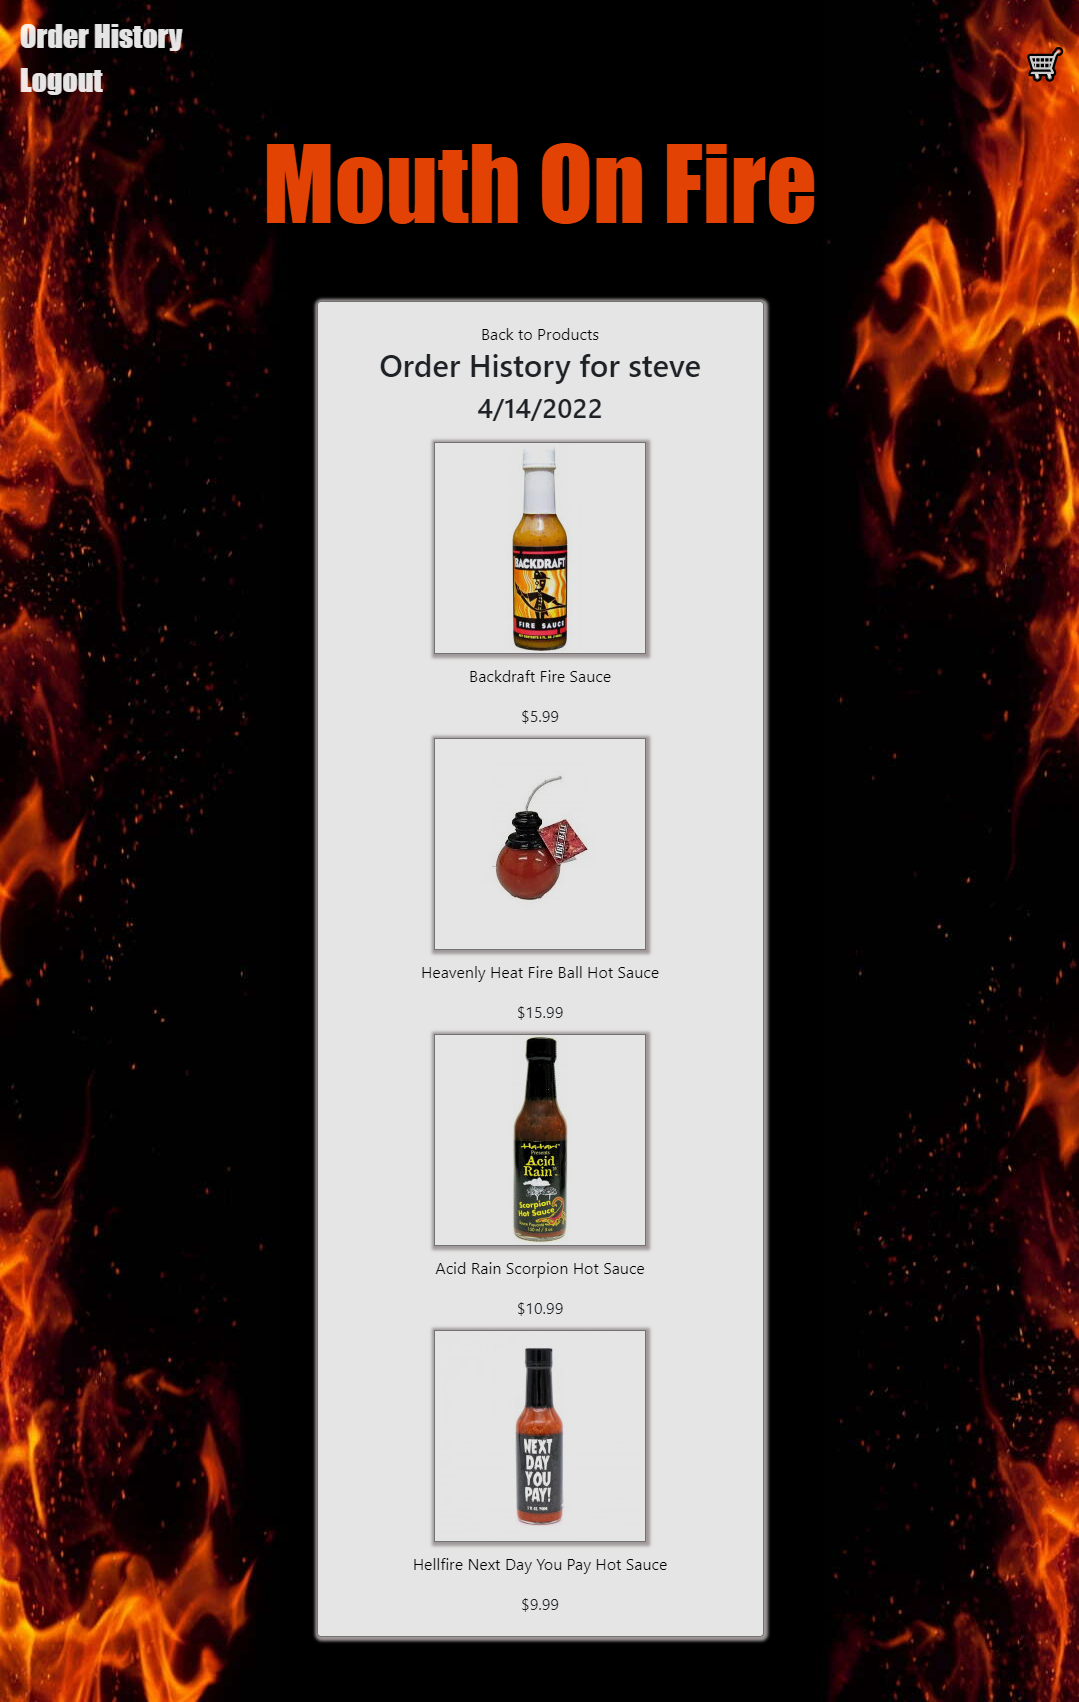 Order History
Logout
Mouth On Fire
Back to Products
Order History for steve
4/14/2022
BACKDRAFT
FIRE SAUCE
Backdraft Fire Sauce
$5.99
FIRE BALL
Heavenly Heat Fire Ball Hot Sauce
$15.99
Presents
Acid
Rain
Scorpion
Hot Sauce
Acid Rain Scorpion Hot Sauce
$10.99
NEXT
DAY
YOU
PAY!
Hellfire Next Day You Pay Hot Sauce
$9.99